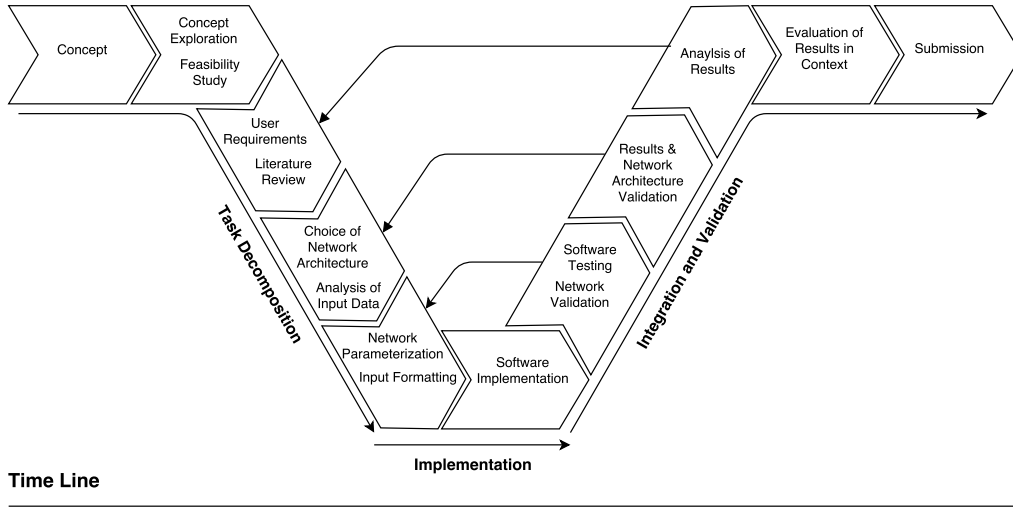 Concept
Concept
Exploration
Feasibility
Study
User
Requirements
Literature
Review
Choice of
Network
Architecture
Analysis of
Input Data
Network
Parameterization
Input Formatting
Software
Implementation
Software
Testing
Network
Validation
Results &
Network
Architecture
Validation
Anaylsis of
Results
Evaluation of
Results in
Context
Submission
Task Decomposition
Implementation
Integration and Validation
Time Line